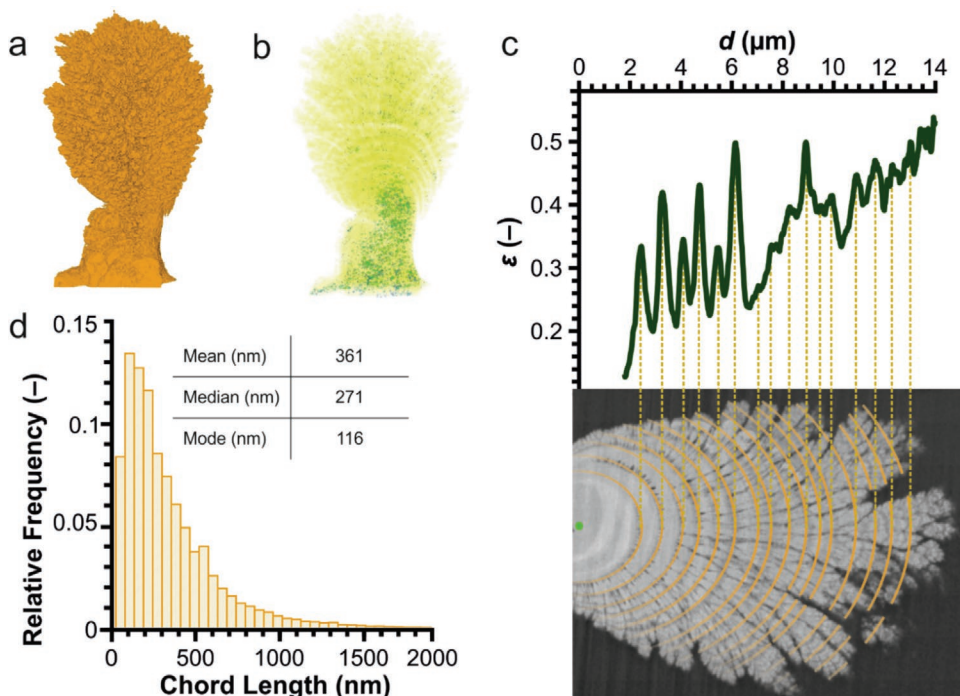 a
b
c
d (μm)
0 2 4 6 8 10 12 14
0.5
0.4
0.3
0.2
ε (–)
d
0.15
0.1
0.05
0
Relative Frequency (–)
Mean (nm) 361
Median (nm) 271
Mode (nm) 116
0 500 1000 1500 2000
Chord Length (nm)